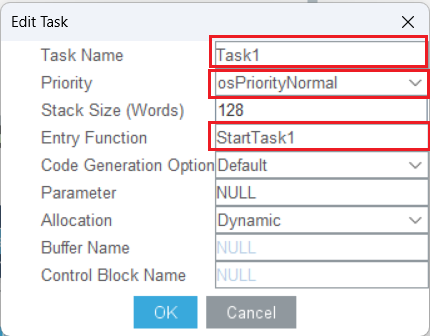 Edit Task
Task Name Task1
Priority osPriorityNormal
Stack Size (Words) 128
Entry Function StartTask1
Code Generation Option Default
Parameter NULL
Allocation Dynamic
Buffer Name NULL
Control Block Name NULL
OK Cancel